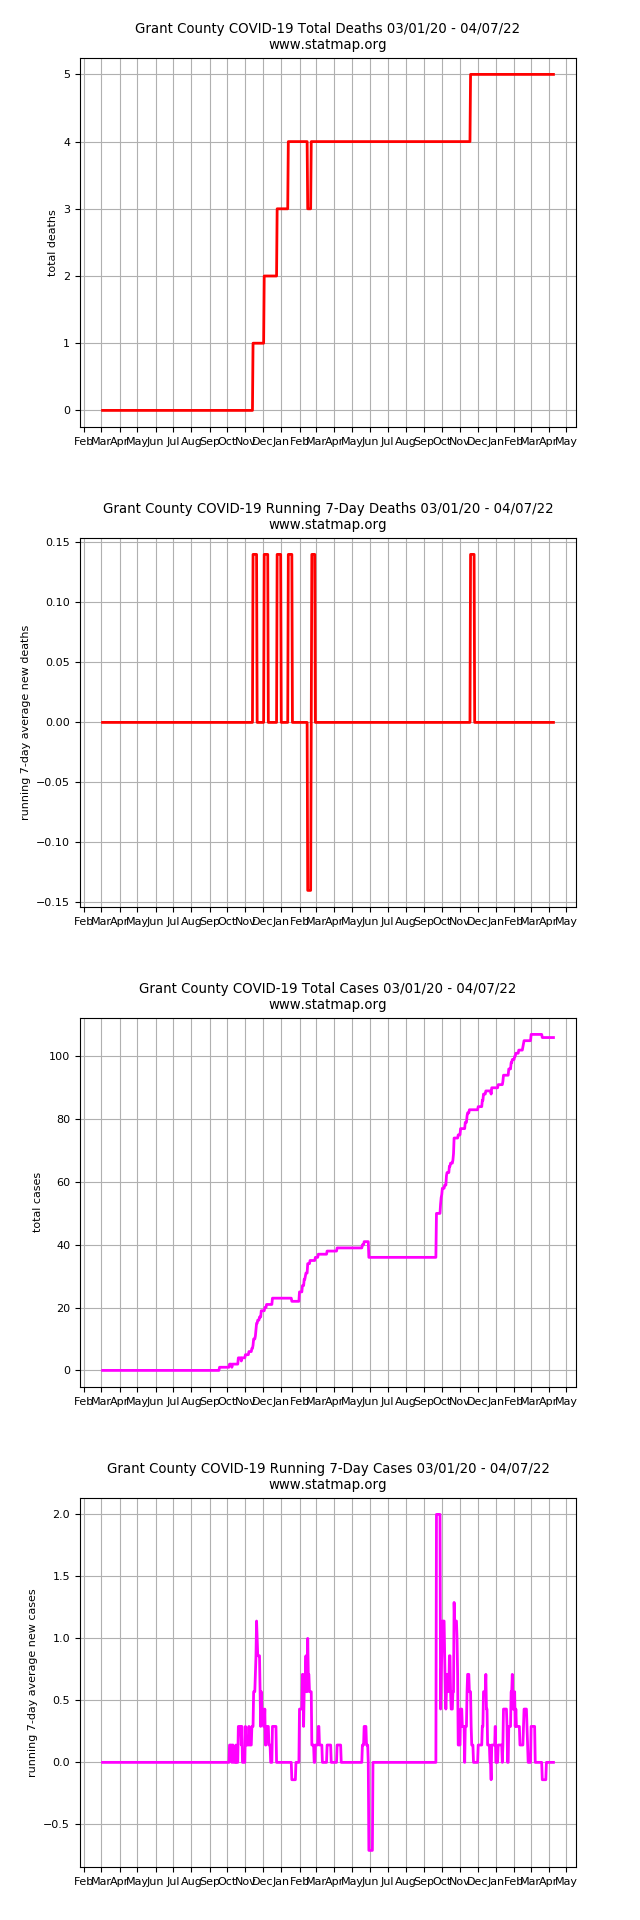 Grant County COVID-19 Total Deaths 03/01/20 - 04/07/22
www.statmap.org
5
4
3
2
1
0
total deaths
Feb Mar Apr May Jun Jul Aug Sep Oct Nov Dec Jan Feb Mar Apr May Jun Jul Aug Sep Oct Nov Dec Jan Feb Mar Apr May
Grant County COVID-19 Running 7-Day Deaths 03/01/20 - 04/07/22
www.statmap.org
0.15
0.10
0.05
0.00
−0.05
−0.10
−0.15
running 7-day average new deaths
Feb Mar Apr May Jun Jul Aug Sep Oct Nov Dec Jan Feb Mar Apr May Jun Jul Aug Sep Oct Nov Dec Jan Feb Mar Apr May
Grant County COVID-19 Total Cases 03/01/20 - 04/07/22
www.statmap.org
100
80
60
40
20
0
total cases
Feb Mar Apr May Jun Jul Aug Sep Oct Nov Dec Jan Feb Mar Apr May Jun Jul Aug Sep Oct Nov Dec Jan Feb Mar Apr May
Grant County COVID-19 Running 7-Day Cases 03/01/20 - 04/07/22
www.statmap.org
2.0
1.5
1.0
0.5
0.0
−0.5
running 7-day average new cases
Feb Mar Apr May Jun Jul Aug Sep Oct Nov Dec Jan Feb Mar Apr May Jun Jul Aug Sep Oct Nov Dec Jan Feb Mar Apr May